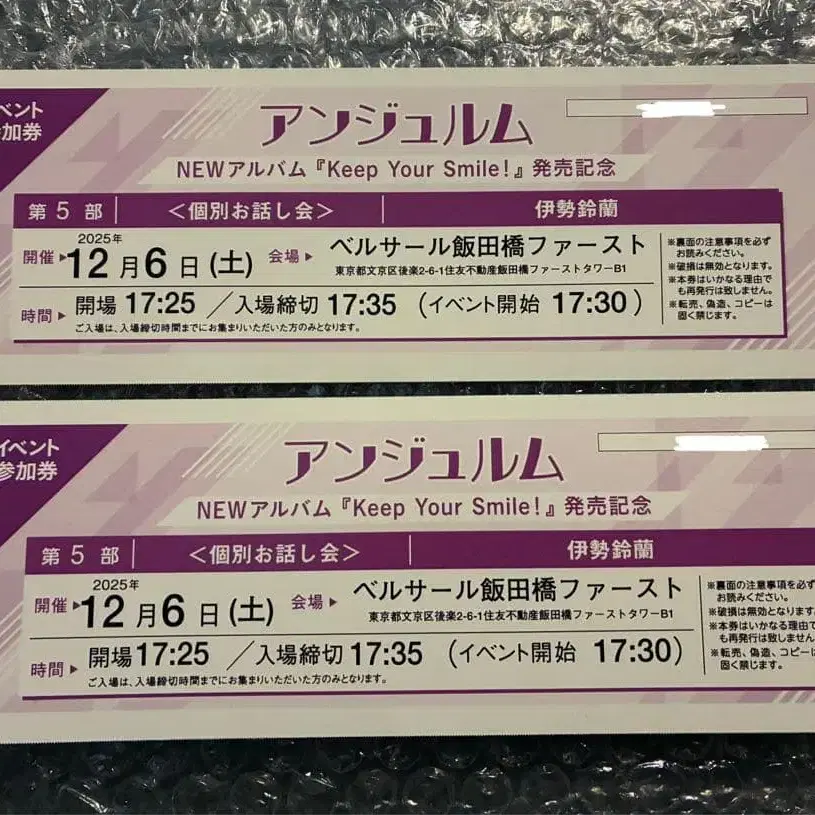 ベント
加券
アンジュルム
NEWアルバム『Keep Your Smile!』発売記念
第5部 <個別お話し会> 伊勢鈴蘭
2025年
開催▶ 12月6日(土) 会場▶ ベルサール飯田橋ファースト
東京都文京区後楽2-6-1住友不動産飯田橋ファーストタワーB1
時間▶ 開場17:25 ／入場締切17:35 (イベント開始 17:30)
ご入場は、入場締切時間までにお集まりいただいた方のみとなります。
※裏面の注意事項を必ず
お読みください。
※破損は無効となります。
※本券はいかなる理由で
も再発行は致しません。
※転売、偽造、コピーは
固く禁じます。
イベント
参加券
アンジュルム
NEWアルバム『Keep Your Smile!』発売記念
第5部 <個別お話し会> 伊勢鈴蘭
2025年
開催▶ 12月6日(土) 会場▶ ベルサール飯田橋ファースト
東京都文京区後楽2-6-1住友不動産飯田橋ファーストタワーB1
時間▶ 開場17:25 ／入場締切17:35 (イベント開始 17:30)
ご入場は、入場締切時間までにお集まりいただいた方のみとなります。
※裏面の注意事項を必ず
お読みください。
※破損は無効となります。
※本券はいかなる理由で
も再発行は致しません
※転売、偽造、コピーは
固く禁じます。